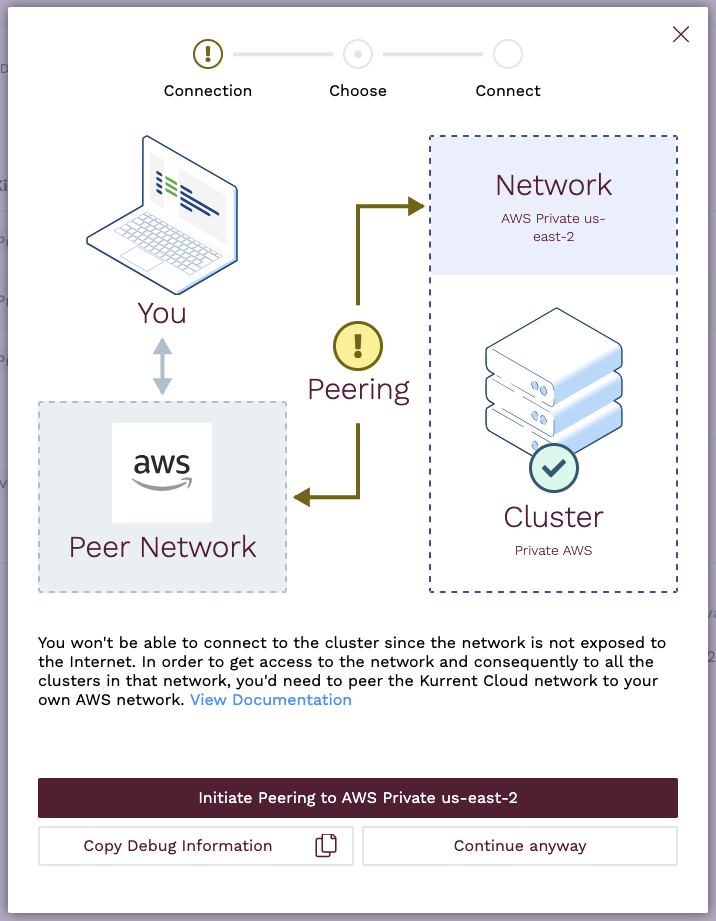 Connection
Choose
Connect
Network
AWS Private us-
east-2
You
Peering
aws
Peer Network
Cluster
Private AWS
You won't be able to connect to the cluster since the network is not exposed to
the Internet. In order to get access to the network and consequently to all the
clusters in that network, you'd need to peer the Kurrent Cloud network to your
own AWS network. View Documentation
Initiate Peering to AWS Private us-east-2
Copy Debug Information
Continue anyway